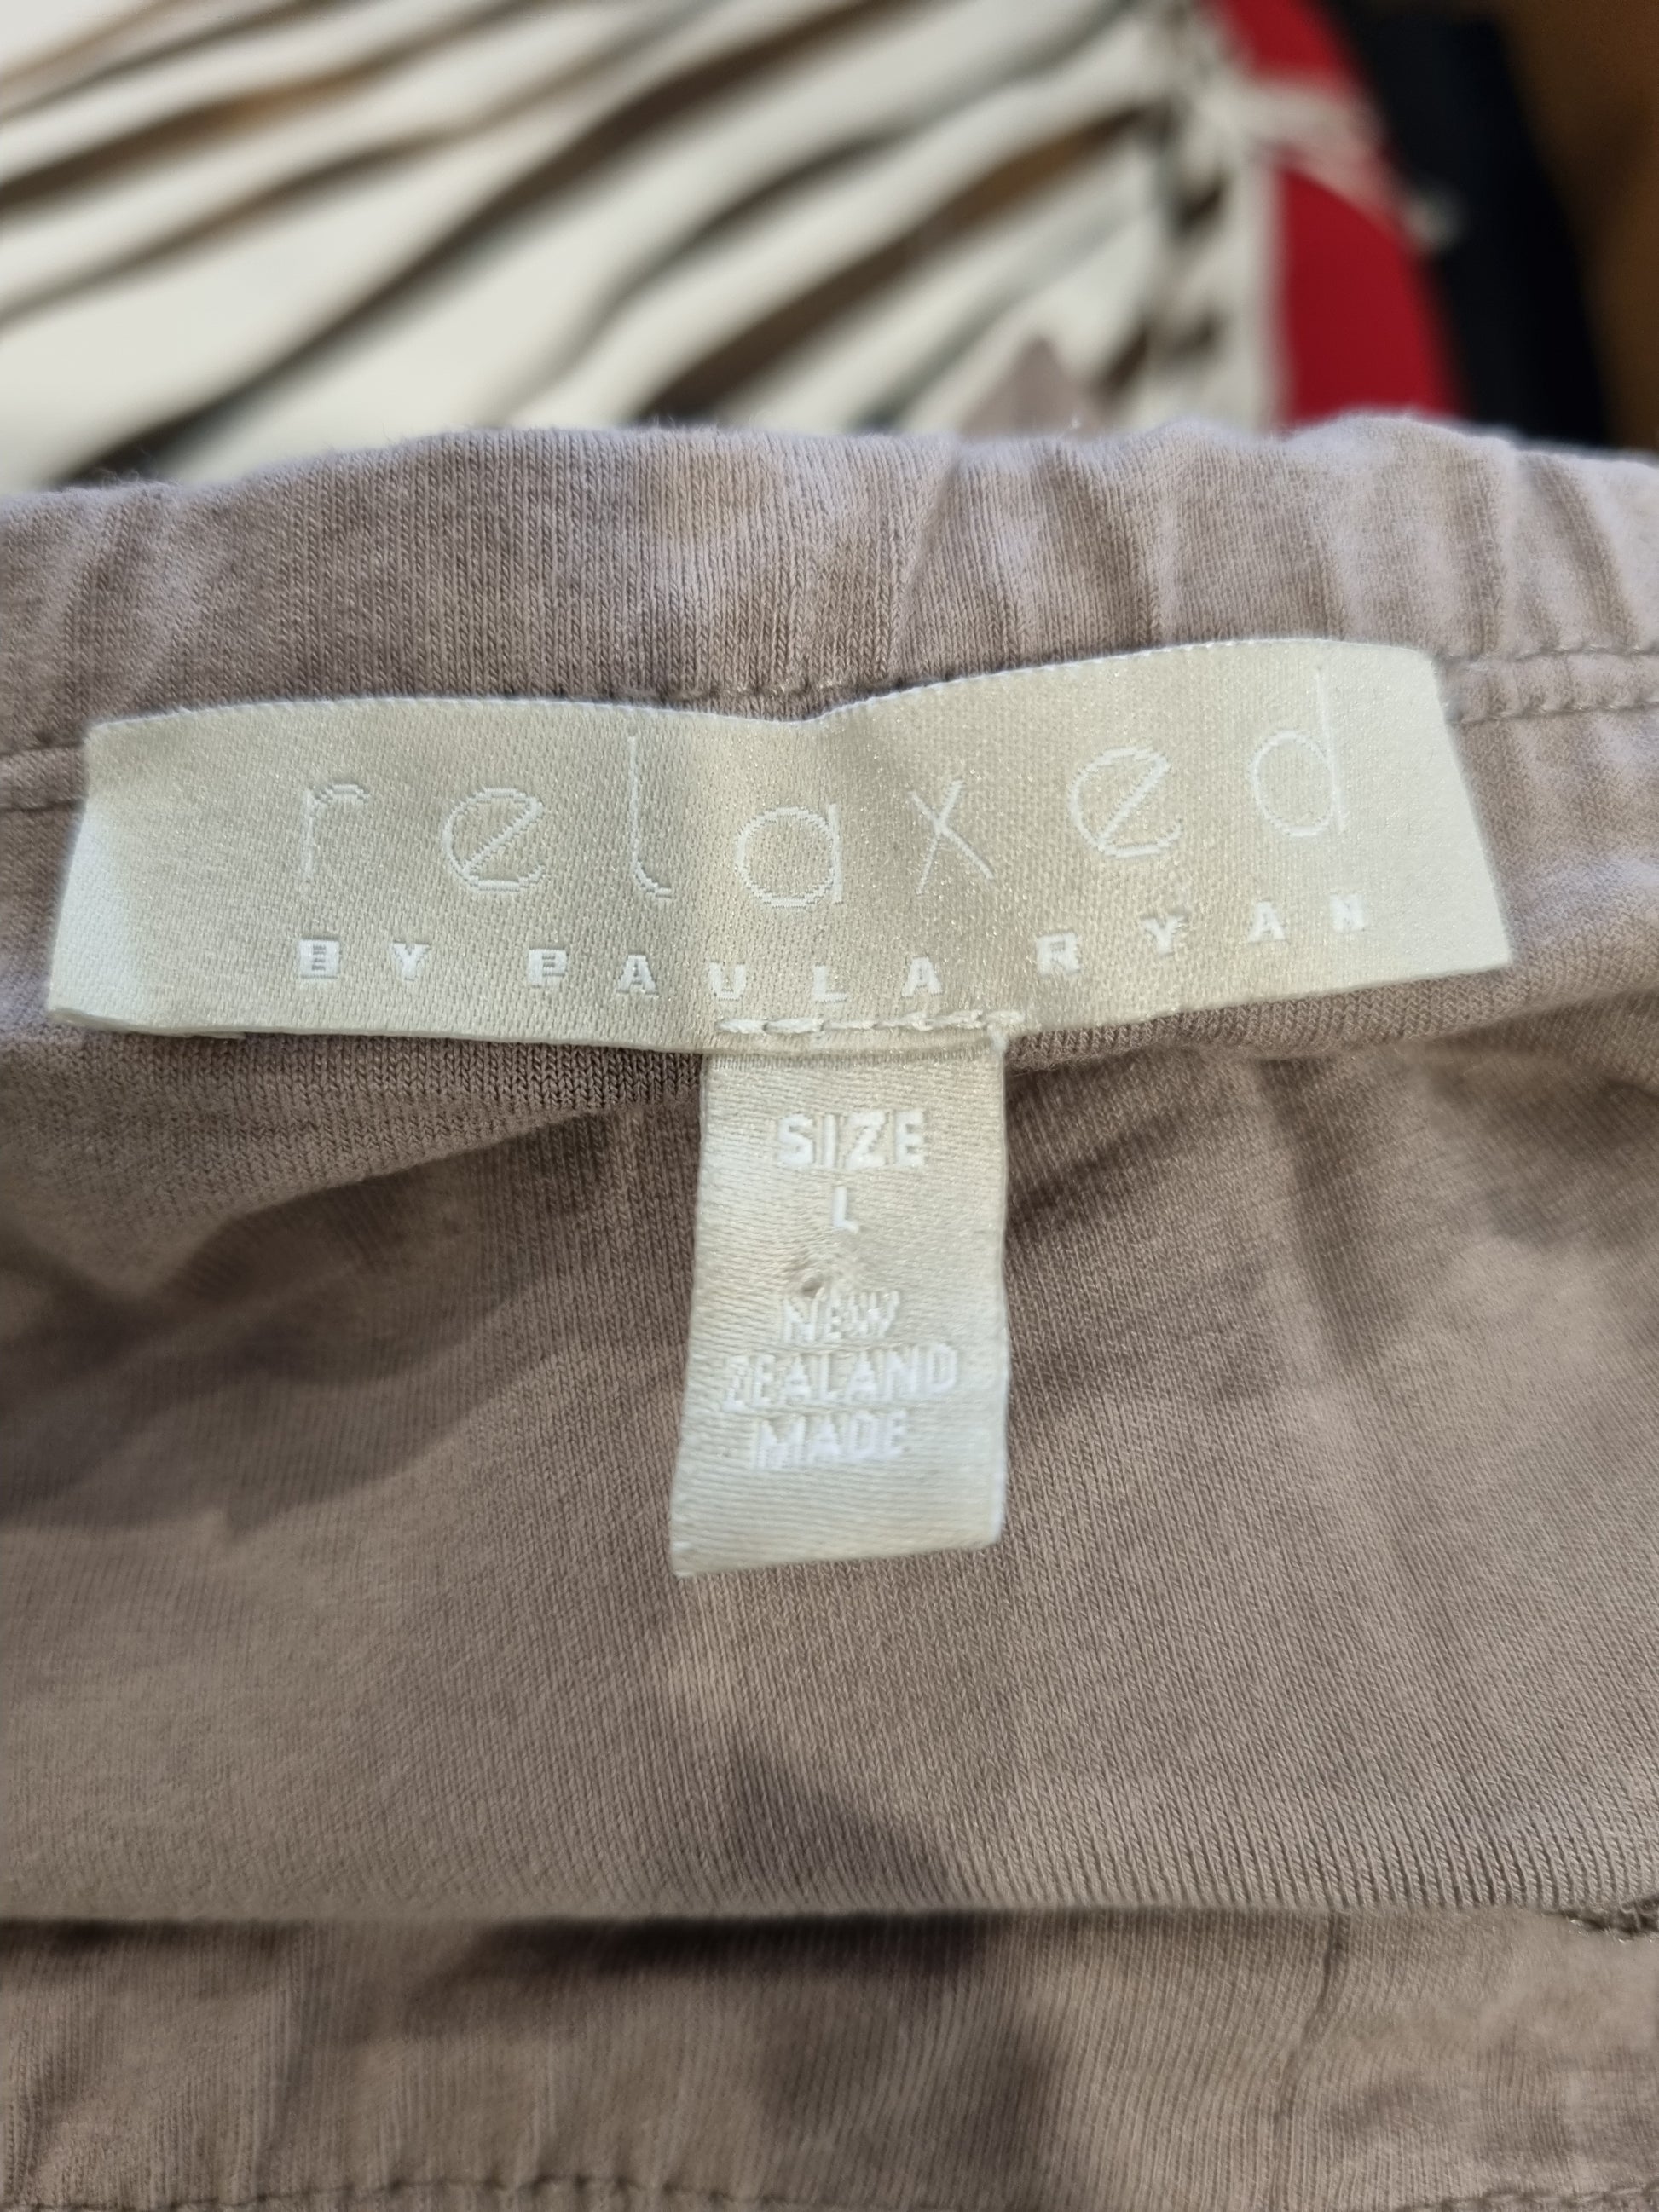 relaxed
BY PAULA RYAN
SIZE
L
NEW
ZEALAND
MADE